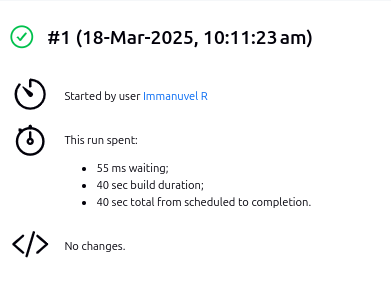 #1 (18-Mar-2025, 10:11:23 am)
Started by user Immanuvel R
This run spent:
• 55 ms waiting;
• 40 sec build duration;
• 40 sec total from scheduled to completion.
No changes.